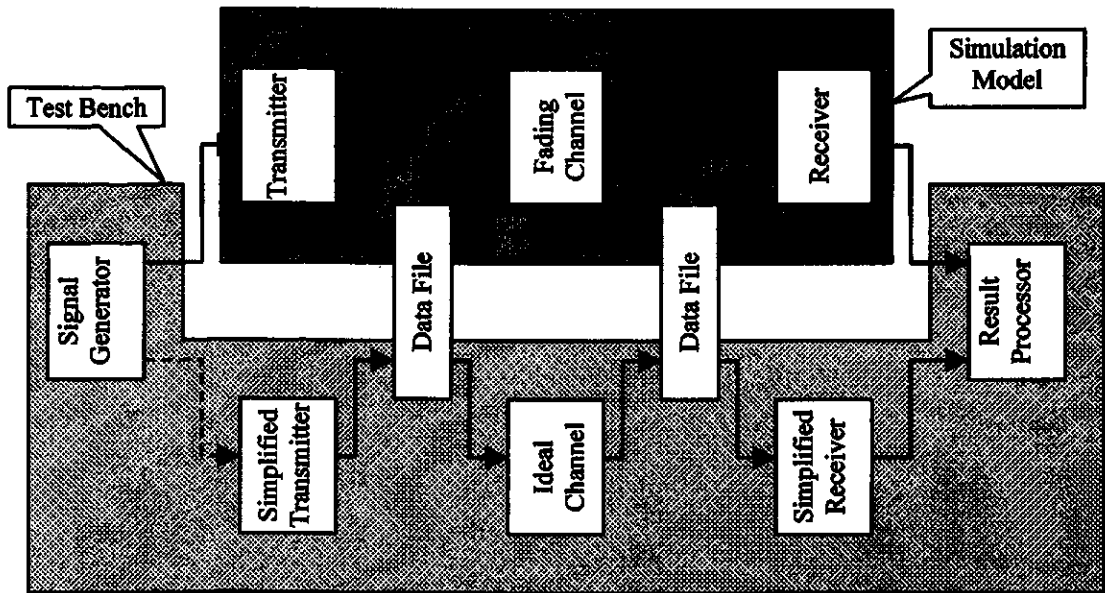 Test Bench
Simulation
Model
Transmitter
Fading
Channel
Receiver
Signal
Generator
Data File
Data File
Result
Processor
Simplified
Transmitter
Ideal
Channel
Simplified
Receiver